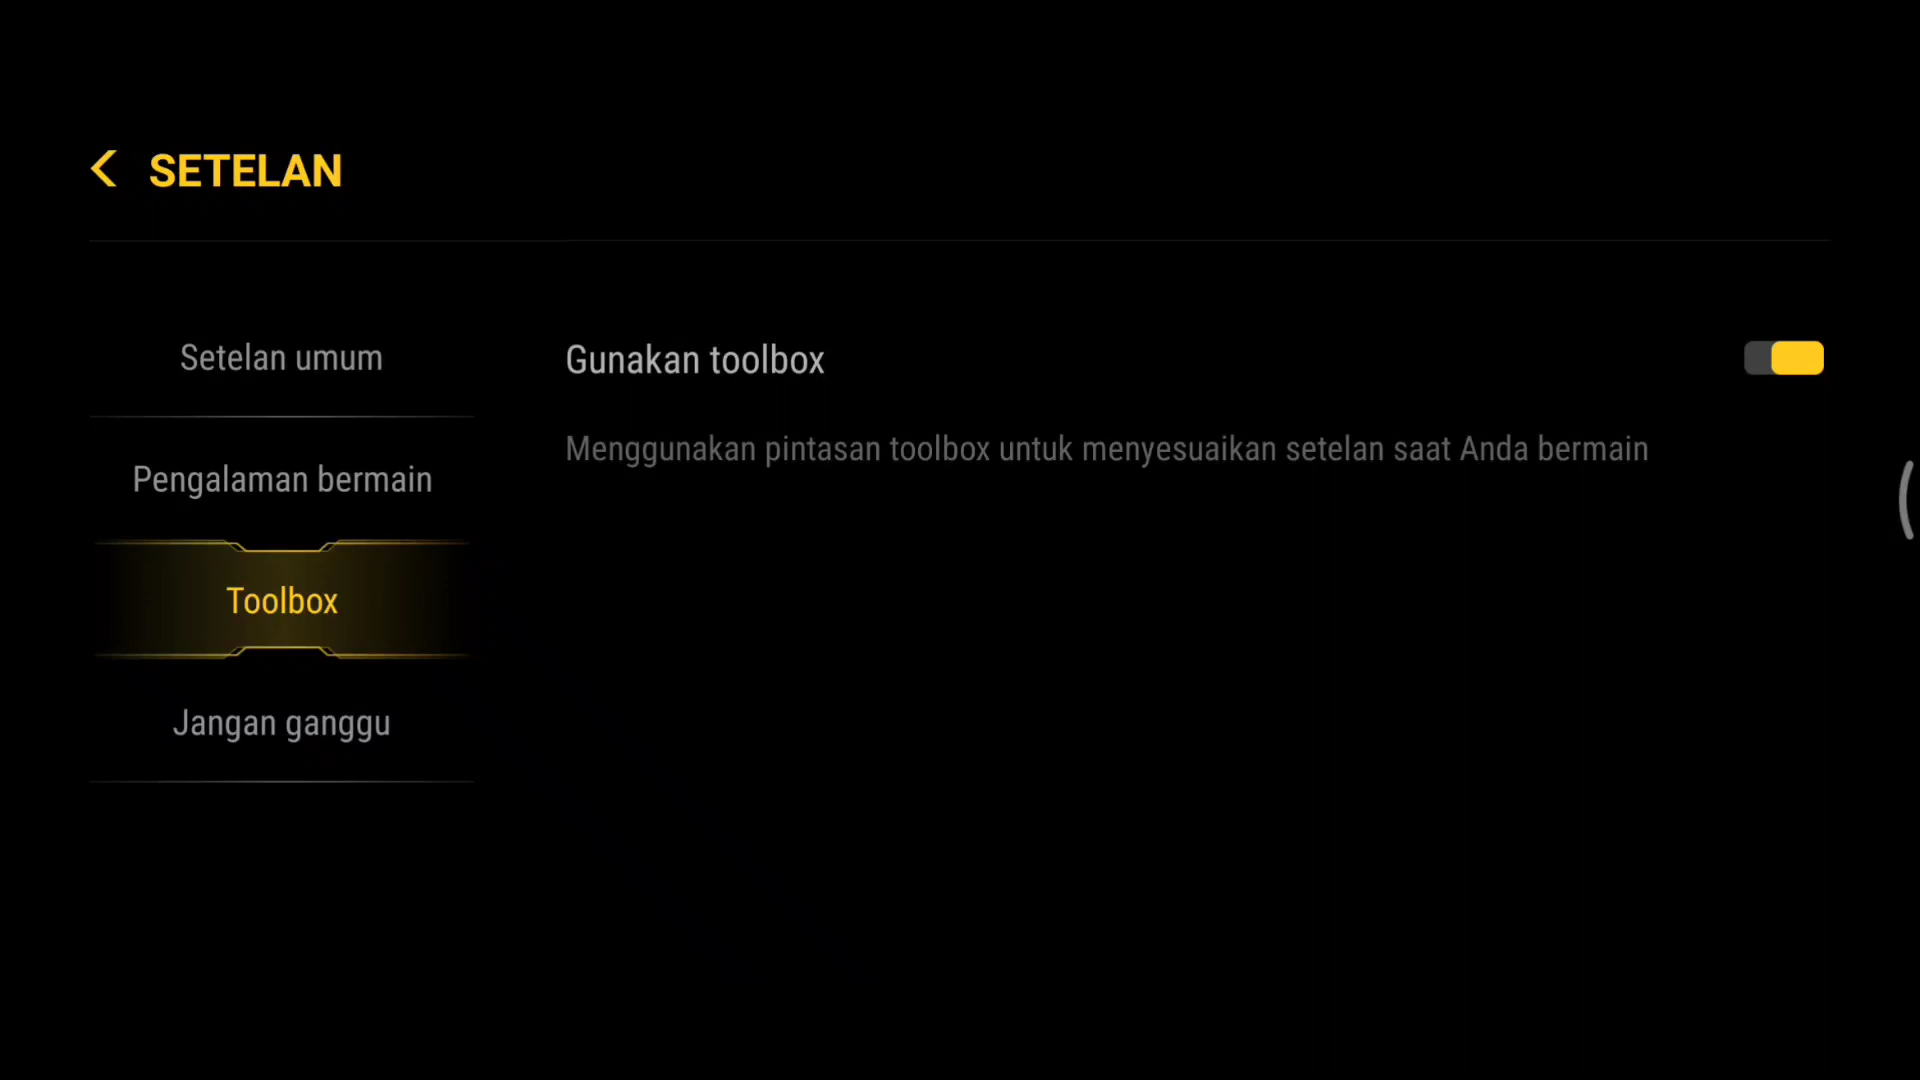 SETELAN
Setelan umum
Pengalaman bermain
Toolbox
Jangan ganggu
Gunakan toolbox
Menggunakan pintasan toolbox untuk menyesuaikan setelan saat Anda bermain